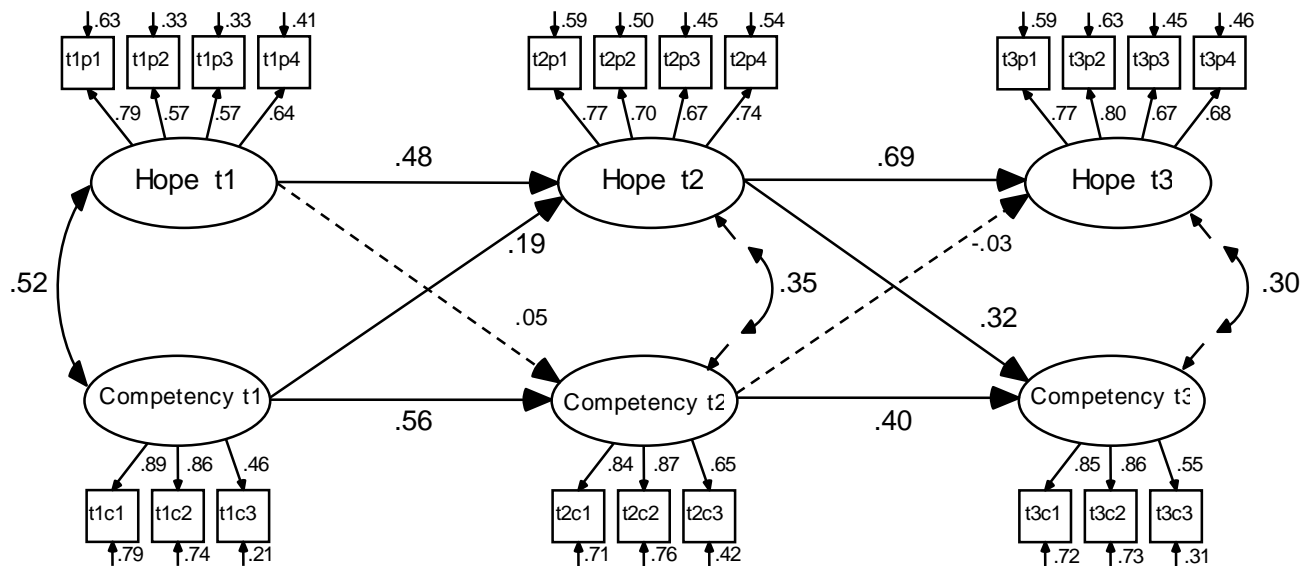 .63 .33 .33 .41 .59 .50 .45 .54 .59 .63 .45 .46
t1p1 t1p2 t1p3 t1p4 t2p1 t2p2 t2p3 t2p4 t3p1 t3p2 t3p3 t3p4
.79 .57 .57 .64 .77 .70 .67 .74 .77 .80 .67 .68
Hope t1 .48 Hope t2 .69 Hope t3
.19 -.03
.52 .35 .30
.05 .32
Competency t1 Competency t2 Competency t3
.56 .40
.89 .86 .46 .84 .87 .65 .85 .86 .55
t1c1 t1c2 t1c3 t2c1 t2c2 t2c3 t3c1 t3c2 t3c3
.79 .74 .21 .71 .76 .42 .72 .73 .31